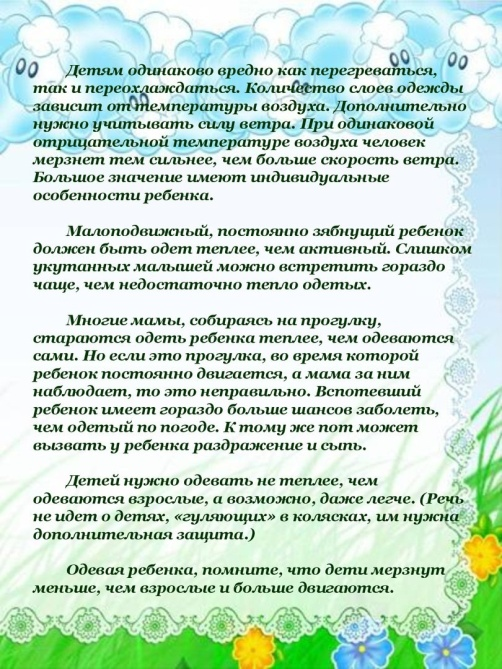 Детям одинаково вредно как перегреваться,
так и переохлаждаться. Количество слоев одежды
зависит от температуры воздуха. Дополнительно
нужно учитывать силу ветра. При одинаковой
отрицательной температуре воздуха человек
мерзнет тем сильнее, чем больше скорость ветра.
Большое значение имеют индивидуальные
особенности ребенка.
Малоподвижный, постоянно зябнущий ребенок
должен быть одет теплее, чем активный. Слишком
укутанных малышей можно встретить гораздо
чаще, чем недостаточно тепло одетых.
Многие мамы, собираясь на прогулку,
стараются одеть ребенка теплее, чем одеваются
сами. Но если это прогулка, во время которой
ребенок постоянно двигается, а мама за ним
наблюдает, то это неправильно. Вспотевший
ребенок имеет гораздо больше шансов заболеть,
чем одетый по погоде. К тому же пот может
вызвать у ребенка раздражение и сыпь.
Детей нужно одевать не теплее, чем
одеваются взрослые, а возможно, даже легче. (Речь
не идет о детях, «гуляющих» в колясках, им нужна
дополнительная защита.)
Одевая ребенка, помните, что дети мерзнут
меньше, чем взрослые и больше двигаются.